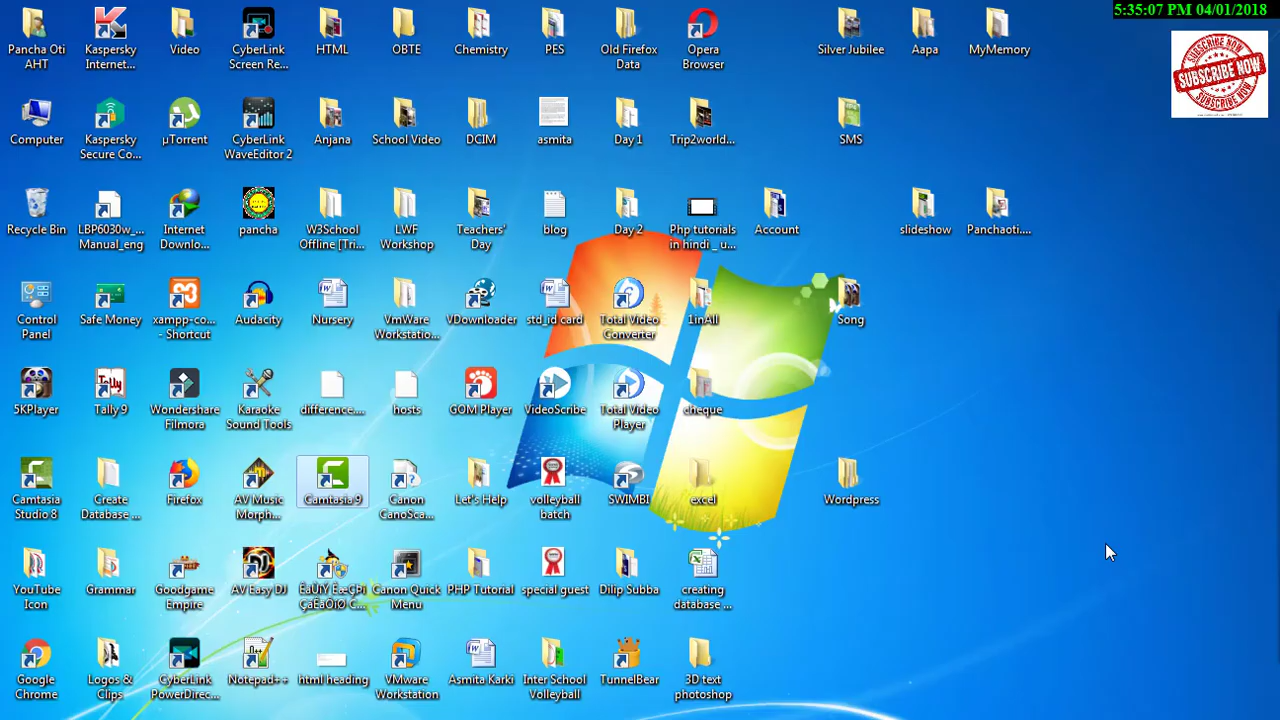 5:35:07 PM 04/01/2018
SUBSCRIBE NOW
Pancha Oti
AHT
Kaspersky
Internet...
Video
CyberLink
Screen Re...
HTML
OBTE
Chemistry
PES
Old Firefox
Data
Opera
Browser
Silver Jubilee
Aapa
MyMemory
Computer
Kaspersky
Secure Co...
µTorrent
CyberLink
WaveEditor 2
Anjana
School Video
DCIM
asmita
Day 1
Trip2world...
SMS
Recycle Bin
LBP6030w_...
Manual_eng
Internet
Downlo...
pancha
W3School
Offline [Tri...
LWF
Workshop
Teachers'
Day
blog
Day 2
Php tutorials
in hindi _ u...
Account
slideshow
Panchaoti....
Control
Panel
Safe Money
xampp-co...
- Shortcut
Audacity
Nursery
VmWare
Workstatio...
VDownloader
std_id card
Total Video
Converter
1inAll
Song
5KPlayer
Tally 9
Wondershare
Filmora
Karaoke
Sound Tools
difference....
hosts
GOM Player
VideoScribe
Total Video
Player
cheque
Camtasia
Studio 8
Create
Database ...
Firefox
AV Music
Morph...
Camtasia 9
Canon
CanoSca...
Let's Help
volleyball
batch
SWIMBI
excel
Wordpress
YouTube
Icon
Grammar
Goodgame
Empire
AV Easy DJ
Canon Quick
Menu
PHP Tutorial
special guest
Dilip Subba
creating
database ...
Google
Chrome
Logos &
Clips
CyberLink
PowerDirec...
Notepad++
html heading
VMware
Workstation
Asmita Karki
Inter School
Volleyball
TunnelBear
3D text
photoshop